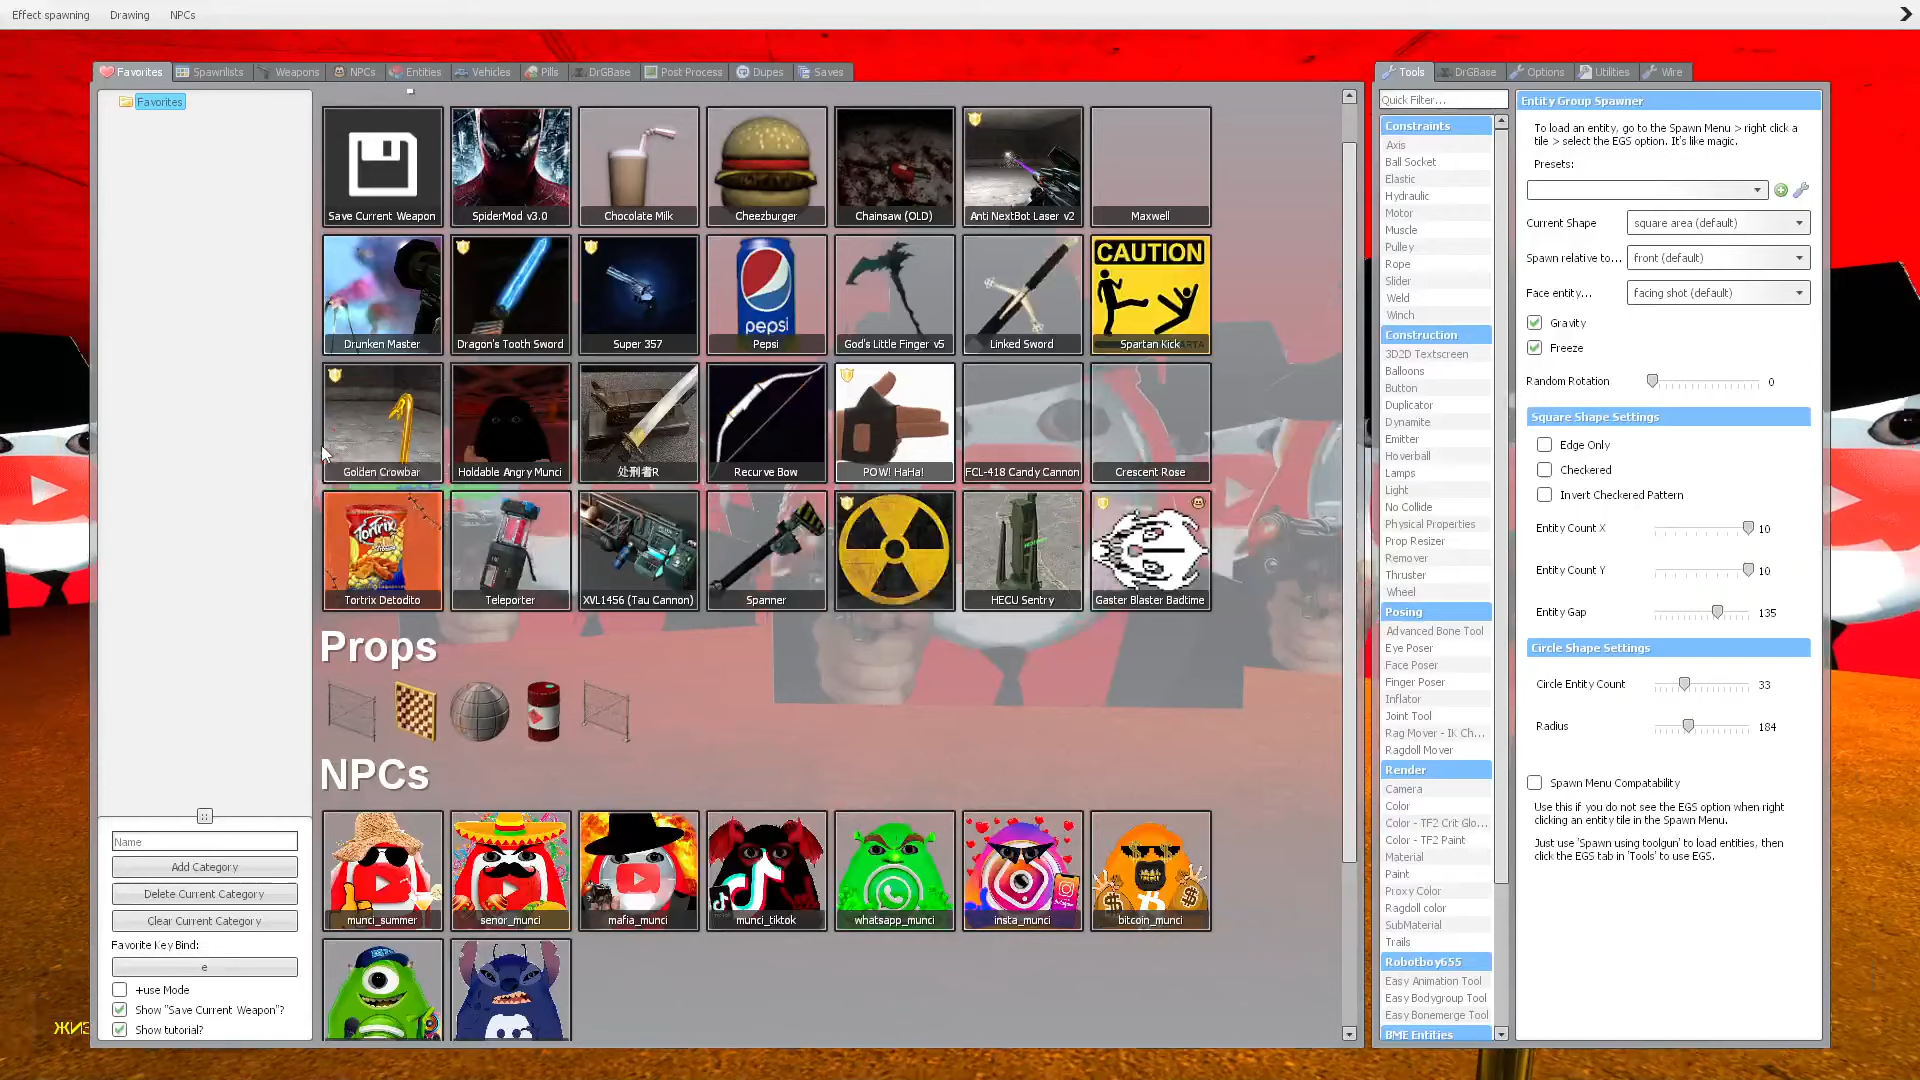 Effect spawning Drawing NPCs
Favorites Spawnlists Weapons NPCs Entities Vehicles Pills DrGBase Post Process Dupes Saves
Favorites
Save Current Weapon SpiderMod v3.0 Chocolate Milk Cheezburger Chainsaw (OLD) Anti NextBot Laser v2 Maxwell
CAUTION
pepsi
Drunken Master Dragon's Tooth Sword Super 357 Pepsi God's Little Finger v5 Linked Sword Spartan Kick
Golden Crowbar Holdable Angry Munci 处刑者R Recurve Bow POW! HaHa! FCL-418 Candy Cannon Crescent Rose
TorTrix
Tortrix Detodito Teleporter XVL1456 (Tau Cannon) Spanner HECU Sentry Gaster Blaster Badtime
Props
NPCs
munci_summer senor_munci mafia_munci munci_tiktok whatsapp_munci insta_munci bitcoin_munci
Name
Add Category
Delete Current Category
Clear Current Category
Favorite Key Bind:
e
+use Mode
Show "Save Current Weapon"?
Show tutorial?
ЖИЗ
Tools DrGBase Options Utilities Wire
Quick Filter...
Constraints
Axis
Ball Socket
Elastic
Hydraulic
Motor
Muscle
Pulley
Rope
Slider
Weld
Winch
Construction
3D2D Textscreen
Balloons
Button
Duplicator
Dynamite
Emitter
Hoverball
Lamps
Light
No Collide
Physical Properties
Prop Resizer
Remover
Thruster
Wheel
Posing
Advanced Bone Tool
Eye Poser
Face Poser
Finger Poser
Inflator
Joint Tool
Rag Mover - Ik Ch...
Ragdoll Mover
Render
Camera
Color
Color - TF2 Crit Glo...
Color - TF2 Paint
Material
Paint
Proxy Color
Ragdoll color
SubMaterial
Trails
Robotboy655
Easy Animation Tool
Easy Bodygroup Tool
Easy Bonemerge Tool
BME Entities
Entity Group Spawner
To load an entity, go to the Spawn Menu > right click a
tile > select the EGS option. It's like magic.
Presets:
Current Shape square area (default)
Spawn relative to... front (default)
Face entity... facing shot (default)
Gravity
Freeze
Random Rotation 0
Square Shape Settings
Edge Only
Checkered
Invert Checkered Pattern
Entity Count X 10
Entity Count Y 10
Entity Gap 135
Circle Shape Settings
Circle Entity Count 33
Radius 184
Spawn Menu Compatability
Use this if you do not see the EGS option when right
clicking an entity tile in the Spawn Menu.
Just use 'Spawn using toolgun' to load entities, then
click the EGS tab in 'Tools' to use EGS.